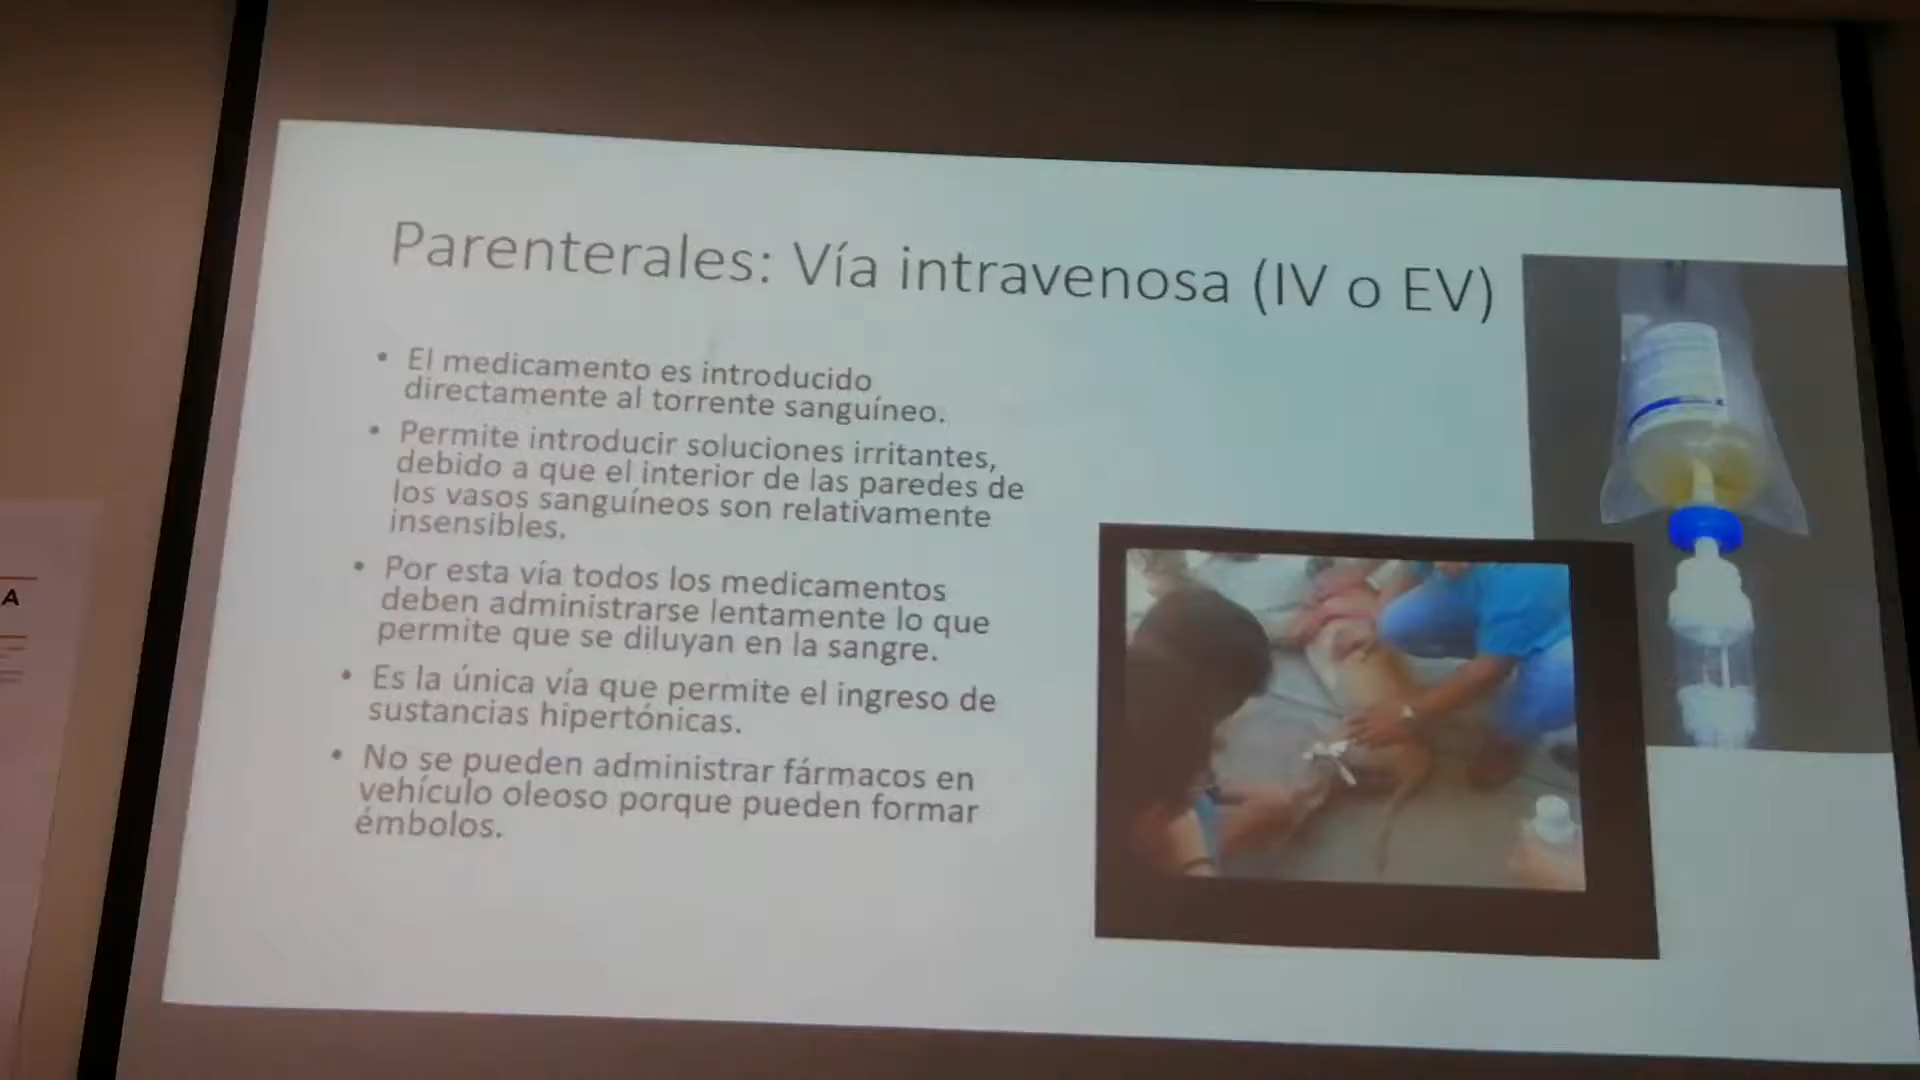 Parenterales: Vía intravenosa (IV o EV)
• El medicamento es introducido
directamente al torrente sanguíneo.
• Permite introducir soluciones irritantes,
debido a que el interior de las paredes de
los vasos sanguíneos son relativamente
insensibles.
• Por esta vía todos los medicamentos
deben administrarse lentamente lo que
permite que se diluyan en la sangre.
• Es la única vía que permite el ingreso de
sustancias hipertónicas.
• No se pueden administrar fármacos en
vehículo oleoso porque pueden formar
émbolos.
A